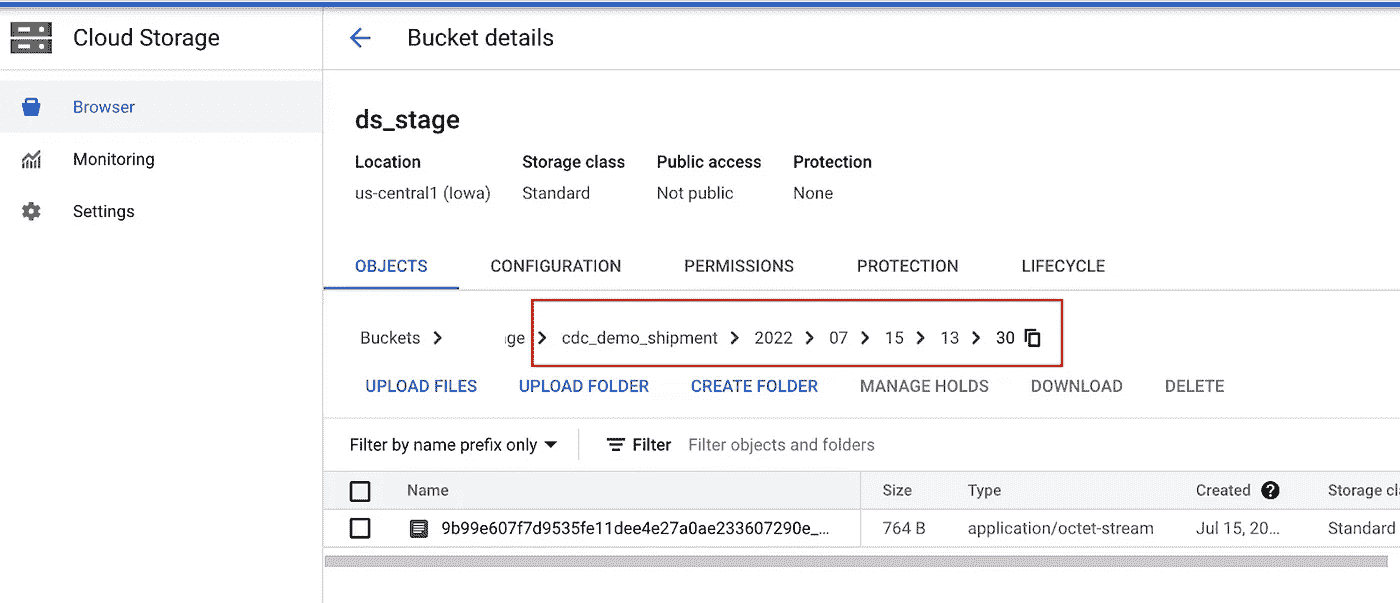 Cloud Storage
Bucket details
Browser
Monitoring
Settings
ds_stage
Location Storage class Public access Protection
us-central1 (Iowa) Standard Not public None
OBJECTS CONFIGURATION PERMISSIONS PROTECTION LIFECYCLE
Buckets ge cdc_demo_shipment 2022 07 15 13 30
UPLOAD FILES UPLOAD FOLDER CREATE FOLDER MANAGE HOLDS DOWNLOAD DELETE
Filter by name prefix only Filter Filter objects and folders
Name Size Type Created ? Storage cl
9b99e607f7d9535fe11dee4e27a0ae233607290e_... 764 B application/octet-stream Jul 15, 20... Standard